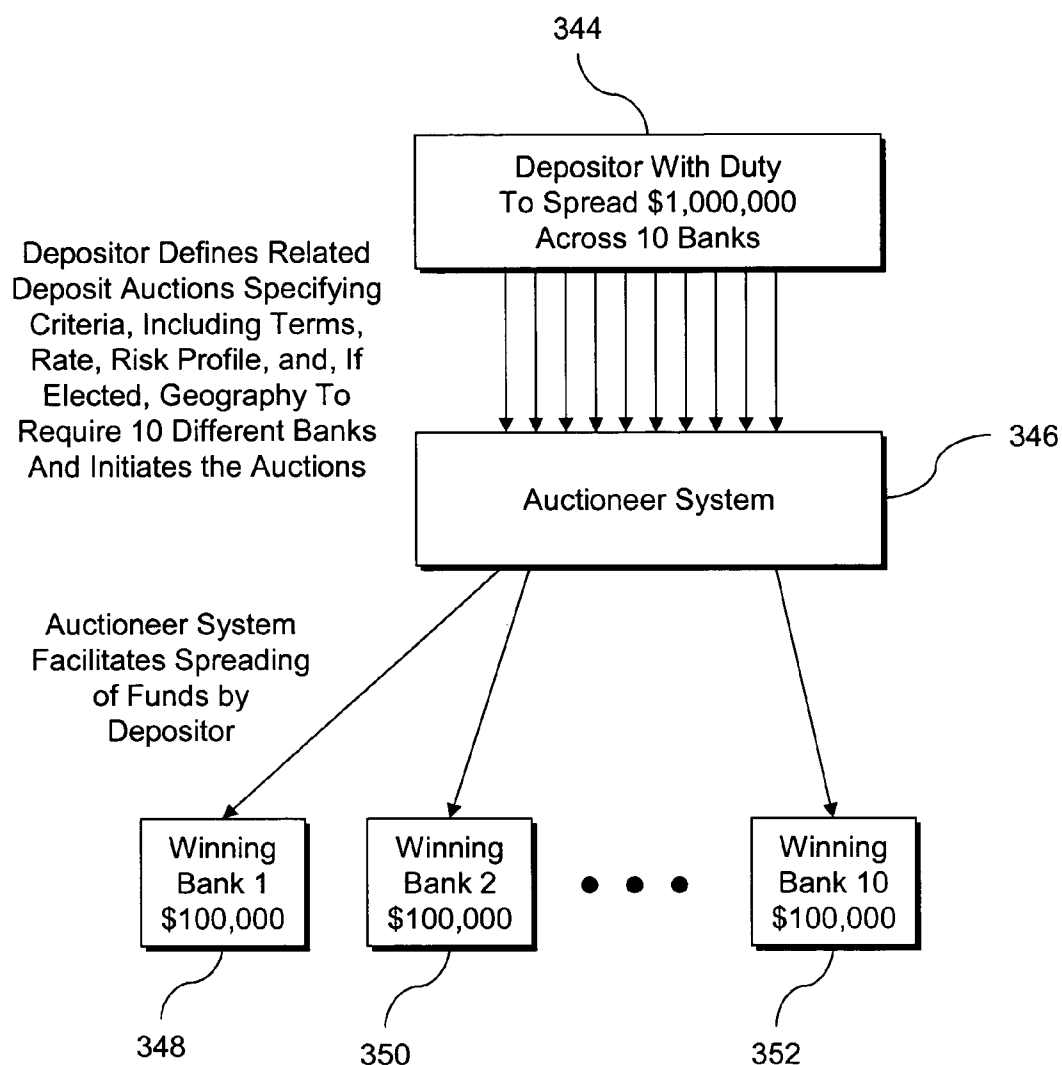 344
Depositor With Duty
To Spread $1,000,000
Across 10 Banks
Depositor Defines Related
Deposit Auctions Specifying
Criteria, Including Terms,
Rate, Risk Profile, and, If
Elected, Geography To
Require 10 Different Banks
And Initiates the Auctions
346
Auctioneer System
Auctioneer System
Facilitates Spreading
of Funds by
Depositor
Winning
Bank 1
$100,000
Winning
Bank 2
$100,000
Winning
Bank 10
$100,000
348
350
352